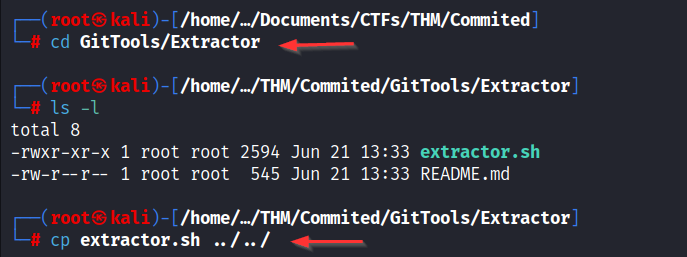 ┌──(root㉿kali)-[/home/…/Documents/CTFs/THM/Commited]
└─# cd GitTools/Extractor
┌──(root㉿kali)-[/home/…/THM/Commited/GitTools/Extractor]
└─# ls -l
total 8
-rwxr-xr-x 1 root root 2594 Jun 21 13:33 extractor.sh
-rw-r--r-- 1 root root  545 Jun 21 13:33 README.md
┌──(root㉿kali)-[/home/…/THM/Commited/GitTools/Extractor]
└─# cp extractor.sh ../../